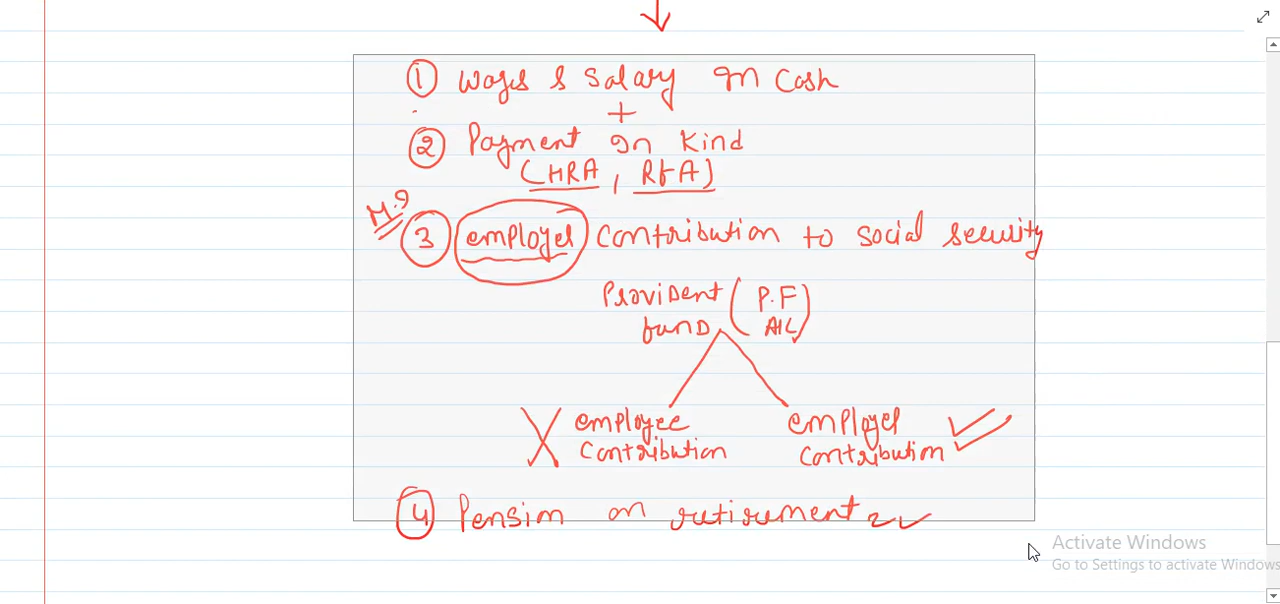 ① Wages & Salary In Cash
+
② Payment In Kind
(HRA, RFA)
③ employer Contribution to social security
Provident (P.F
fund A/C)
employee employer
Contribution Contribution
④ Pension on retirement
Activate Windows
Go to Settings to activate Windows